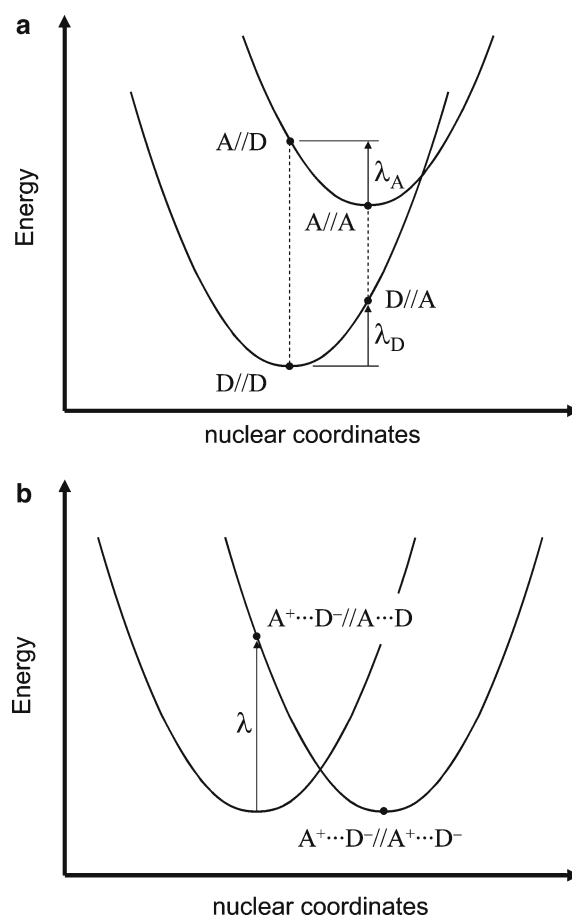 a
Energy
A//D
λA
A//A
D//A
λD
D//D
nuclear coordinates
b
Energy
A⁺···D⁻//A···D
λ
A⁺···D⁻//A⁺···D⁻
nuclear coordinates